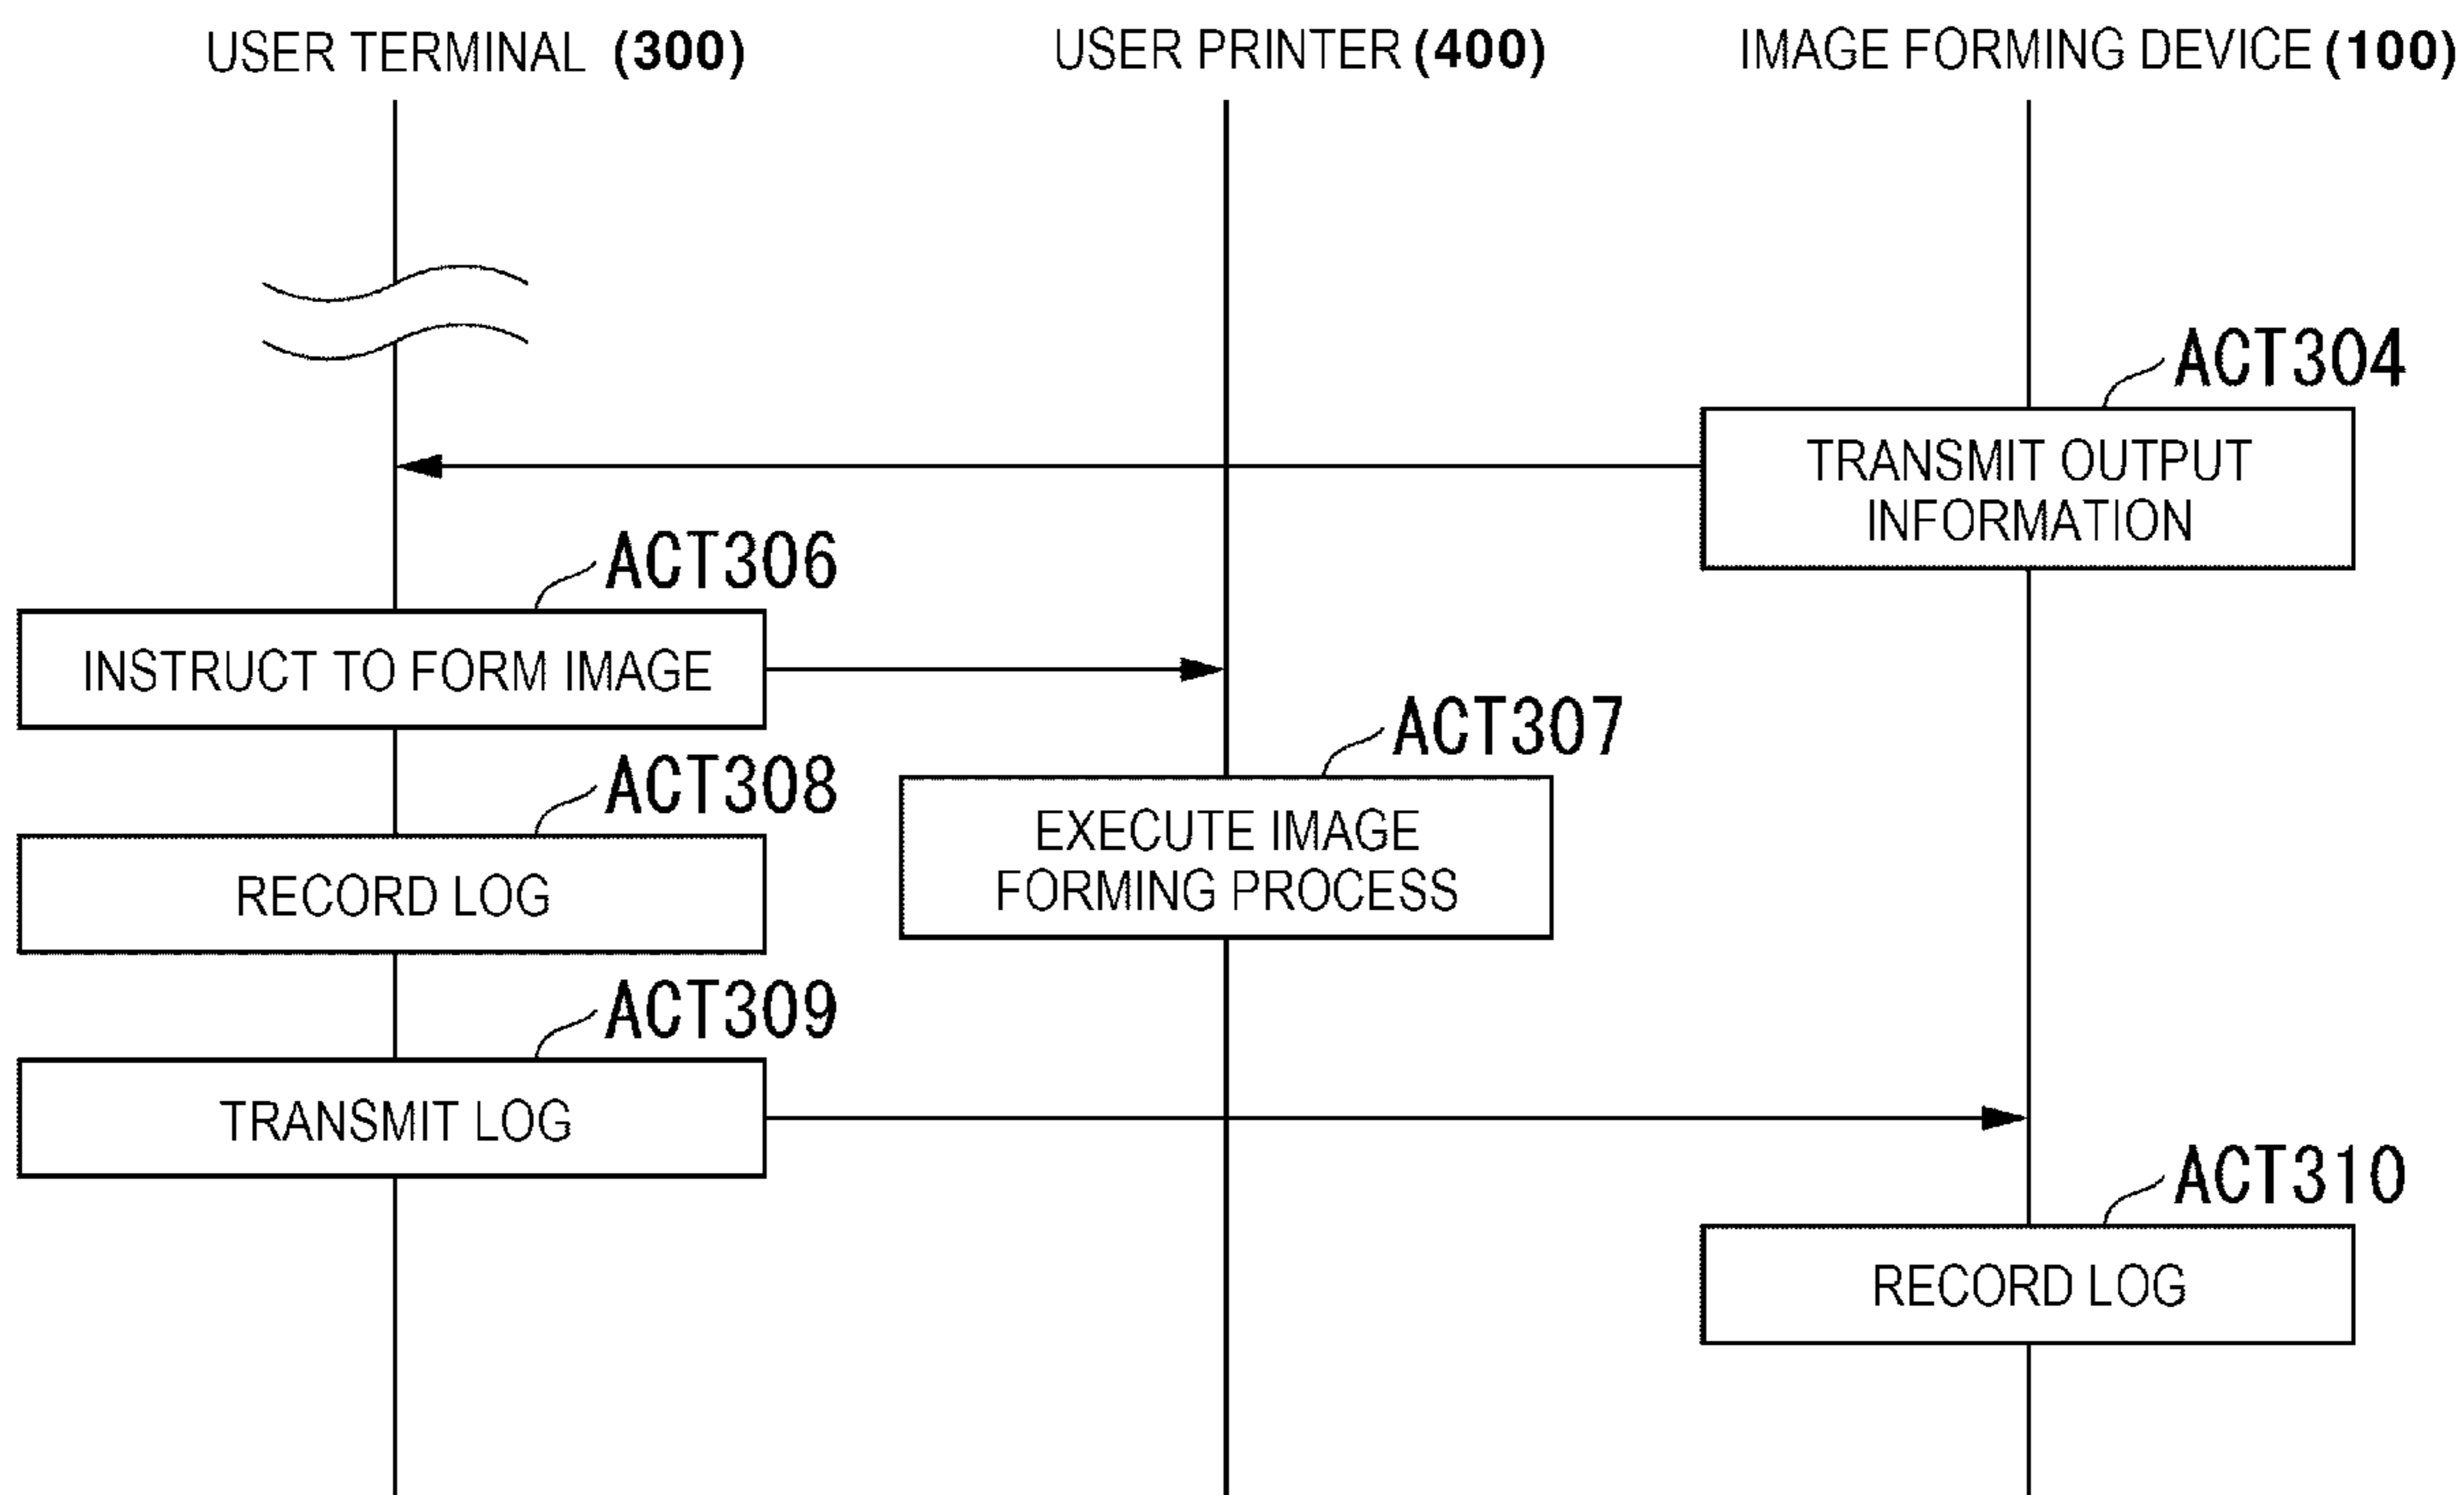 USER TERMINAL (300)
USER PRINTER (400)
IMAGE FORMING DEVICE (100)
ACT304
TRANSMIT OUTPUT
INFORMATION
ACT306
INSTRUCT TO FORM IMAGE
ACT307
EXECUTE IMAGE
FORMING PROCESS
ACT308
RECORD LOG
ACT309
TRANSMIT LOG
ACT310
RECORD LOG